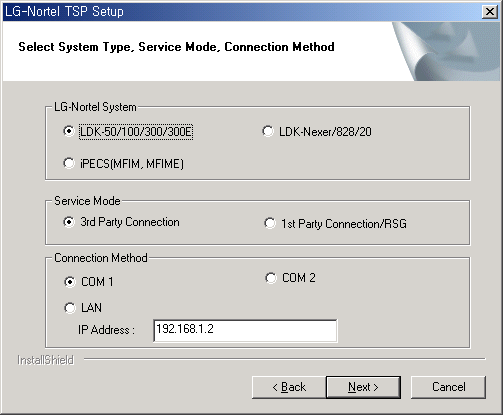 LG-Nortel TSP Setup
Select System Type, Service Mode, Connection Method
LG-Nortel System
LDK-50/100/300/300E
LDK-Nexer/828/20
iPECS(MFIM, MFIME)
Service Mode
3rd Party Connection
1st Party Connection/RSG
Connection Method
COM 1
COM 2
LAN
IP Address :
192.168.1.2
InstallShield
< Back
Next >
Cancel